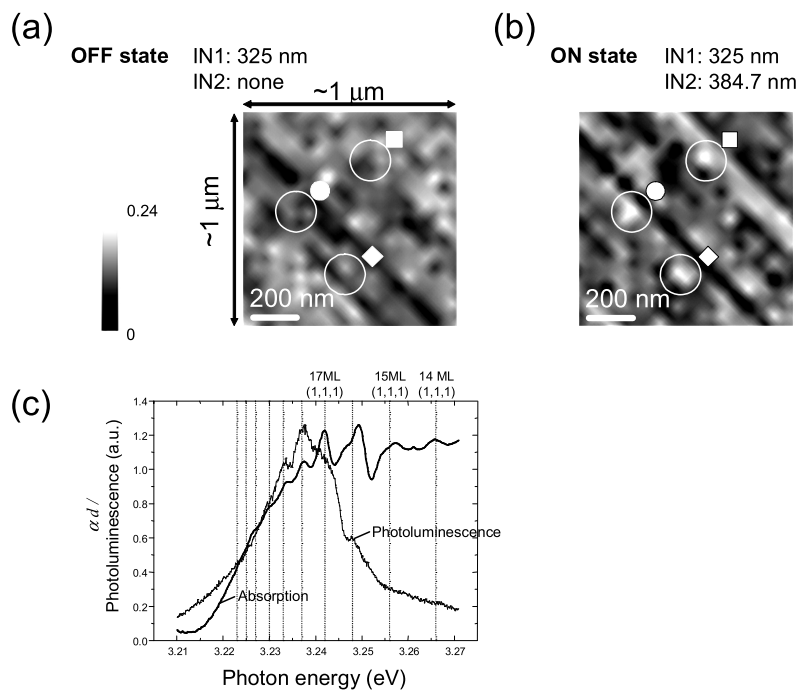 (a)
OFF state IN1: 325 nm
IN2: none
~1 μm
~1 μm
0.24
0
200 nm
(b)
ON state IN1: 325 nm
IN2: 384.7 nm
200 nm
(c)
17ML 15ML 14 ML
(1,1,1) (1,1,1) (1,1,1)
αd /
Photoluminescence (a.u.)
1.4
1.2
1.0
0.8
0.6
0.4
0.2
0.0
Photoluminescence
Absorption
3.21 3.22 3.23 3.24 3.25 3.26 3.27
Photon energy (eV)